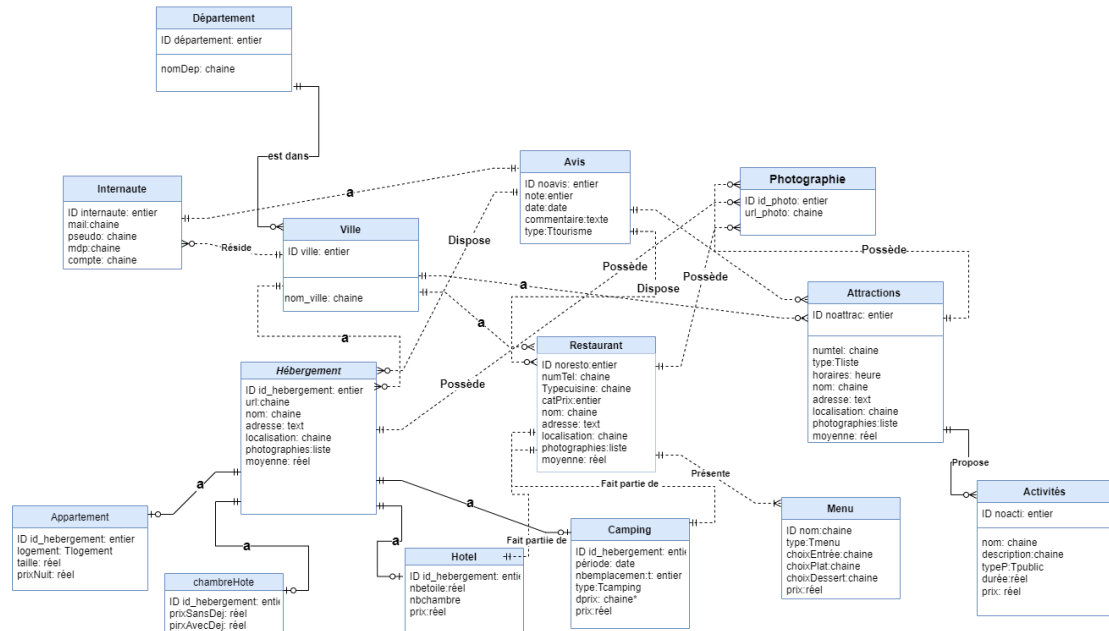 Département
ID département: entier
nomDep: chaine
est dans
Internaute
ID internaute: entier
mail:chaine
pseudo: chaine
mdp:chaine
compte: chaine
a
Réside
Ville
ID ville: entier
nom_ville: chaine
Avis
ID noavis: entier
note:entier
date:date
commentaire:texte
type:Ttourisme
Photographie
ID id_photo: entier
url_photo: chaine
Dispose
Possède
Dispose
Possède
Possède
a
a
a
Attractions
ID noattrac: entier
numtel: chaine
type:Tliste
horaires: heure
nom: chaine
adresse: text
localisation: chaine
photographies:liste
moyenne: réel
Restaurant
ID noresto:entier
numTel: chaine
Typecuisine: chaine
catPrix:entier
nom: chaine
adresse: text
localisation: chaine
photographies:liste
moyenne: réel
Hébergement
ID id_hebergement: entier
url:chaine
nom: chaine
adresse: text
localisation: chaine
photographies:liste
moyenne: réel
Possède
Présente
Fait partie de
Propose
a
a
a
a
Fait partiie de
Appartement
ID id_hebergement: entier
logement: Tlogement
taille: réel
prixNuit: réel
chambreHote
ID id_hebergement: enti
prixSansDej: réel
pirxAvecDej: réel
Hotel
ID id_hebergement: enti
nbetoile:réel
nbchambre
prix:réel
Camping
ID id_hebergement: entie
période: date
nbemplacemen:t: entier
type:Tcamping
dprix: chaine*
prix:réel
Menu
ID nom:chaine
type:Tmenu
choixEntrée:chaine
choixPlat:chaine
choixDessert:chaine
prix:réel
Activités
ID noacti: entier
nom: chaine
description:chaine
typeP:Tpublic
durée:réel
prix: réel